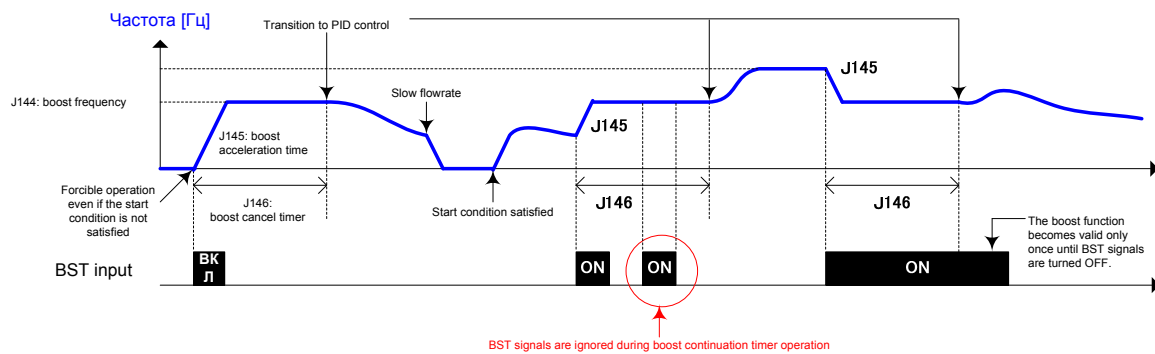 Частота [Гц]
Transition to PID control
J145
J144: boost frequency
Slow flowrate
J145: boost
acceleration time
J145
Forcible operation
even if the start
condition is not
satisfied
J146:
boost cancel timer
Start condition satisfied
J146
J146
The boost function
becomes valid only
once until BST signals
are turned OFF.
BST input
ВК
Л
ON
ON
ON
BST signals are ignored during boost continuation timer operation